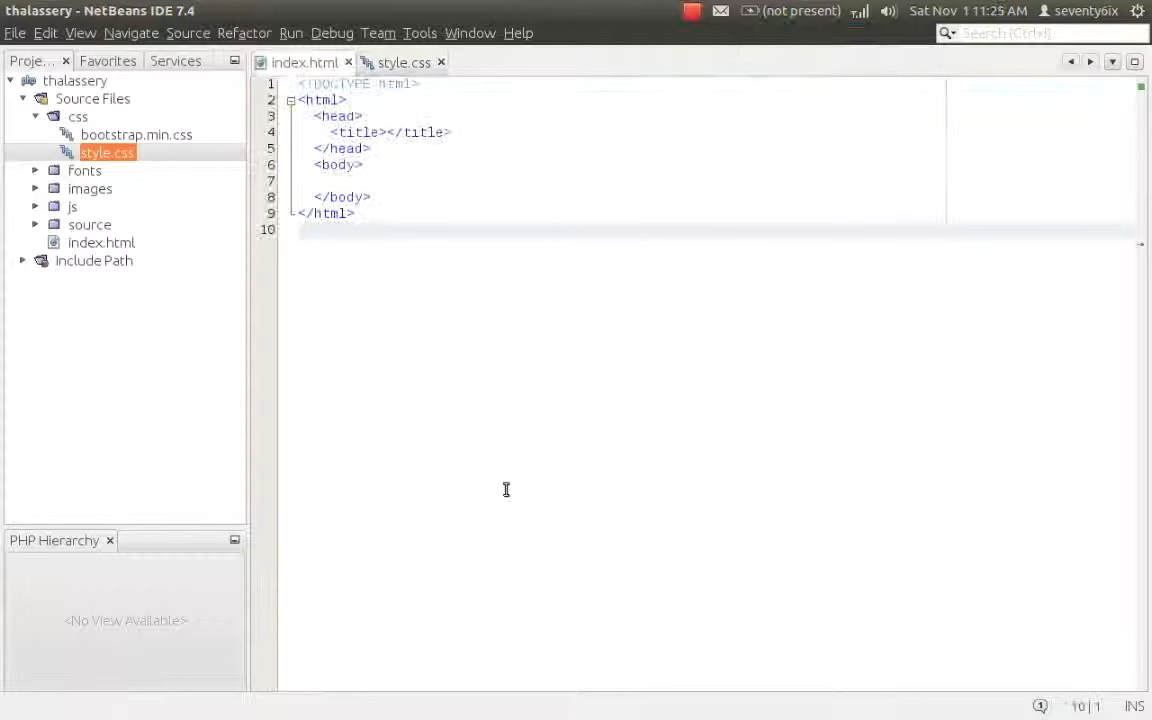 thalassery - NetBeans IDE 7.4
(not present) Sat Nov 1 11:25 AM seventy6ix
File Edit View Navigate Source Refactor Run Debug Team Tools Window Help
Search (Ctrl+I)
Proje... Favorites Services
index.html style.css
thalassery
Source Files
css
bootstrap.min.css
style.css
fonts
images
js
source
index.html
Include Path
1 <!DOCTYPE html>
2 <html>
3 <head>
4 <title></title>
5 </head>
6 <body>
7
8 </body>
9 </html>
10
PHP Hierarchy
<No View Available>
1 10|1 INS